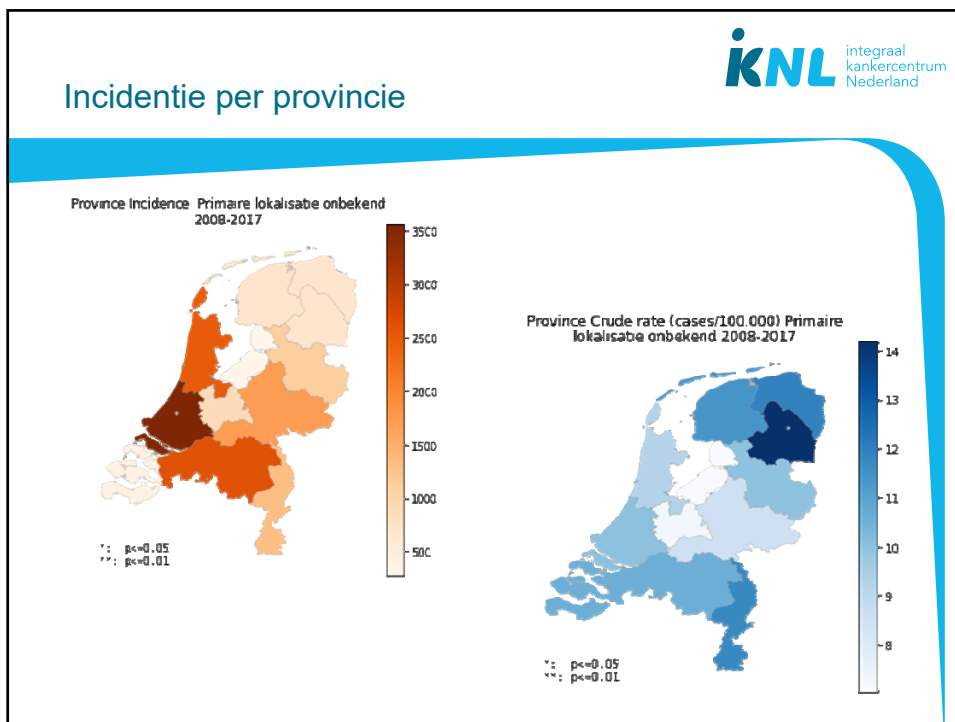 iKNL
integraal
kankercentrum
Nederland
Incidentie per provincie
Province Incidence Primaire lokalisatie onbekend
2008-2017
3500
3000
2500
2000
1500
1000
500
*: p<=0.05
**: p<=0.01
Province Crude rate (cases/100.000) Primaire
lokalisatie onbekend 2008-2017
14
13
12
11
10
9
8
*: p<=0.05
**: p<=0.01